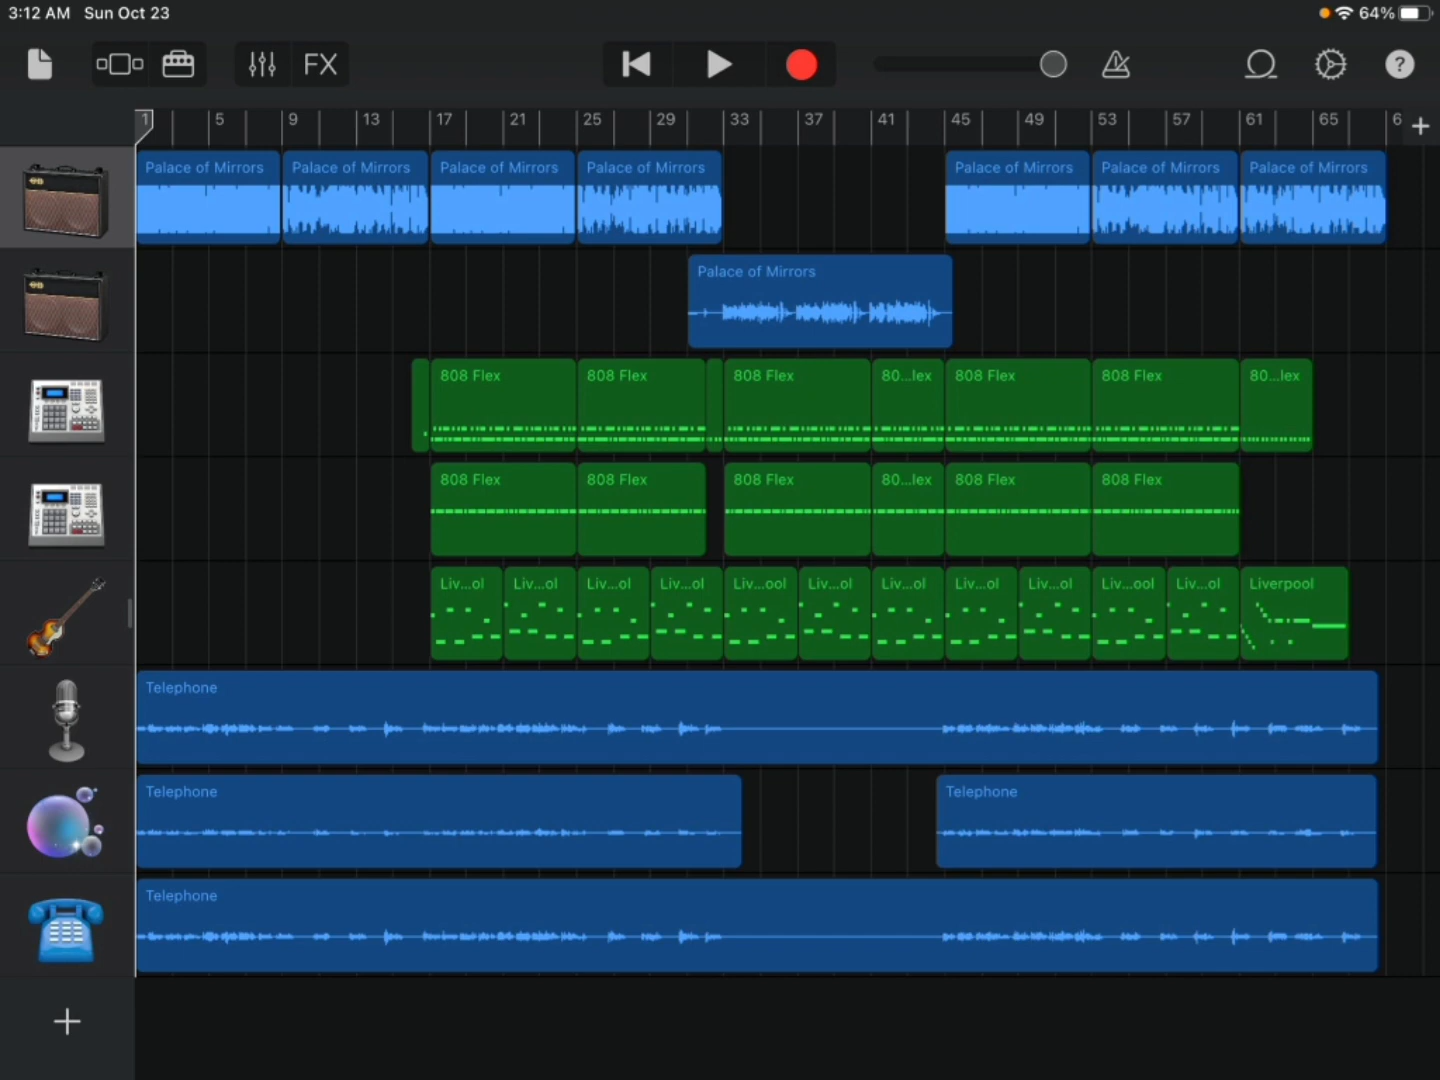 3:12 AM Sun Oct 23 64%
FX ?
1 5 9 13 17 21 25 29 33 37 41 45 49 53 57 61 65 6
Palace of Mirrors Palace of Mirrors Palace of Mirrors Palace of Mirrors Palace of Mirrors Palace of Mirrors Palace of Mirrors
Palace of Mirrors
808 Flex 808 Flex 808 Flex 80...lex 808 Flex 808 Flex 80...lex
808 Flex 808 Flex 808 Flex 80...lex 808 Flex 808 Flex
Liv...ol Liv...ol Liv...ol Liv...ol Liv...ool Liv...ol Liv...ol Liv...ol Liv...ol Liv...ool Liv...ol Liverpool
Telephone
Telephone Telephone
Telephone